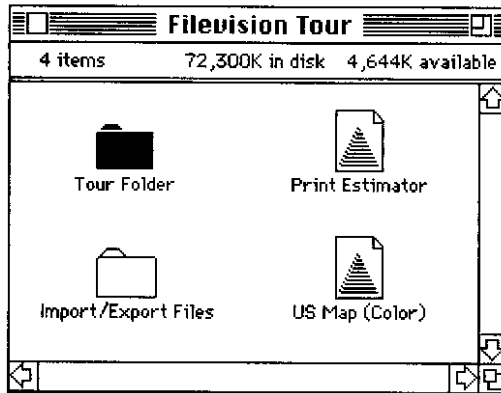 Filevision Tour
4 items 72,300K in disk 4,644K available
Tour Folder Print Estimator
Import/Export Files US Map (Color)